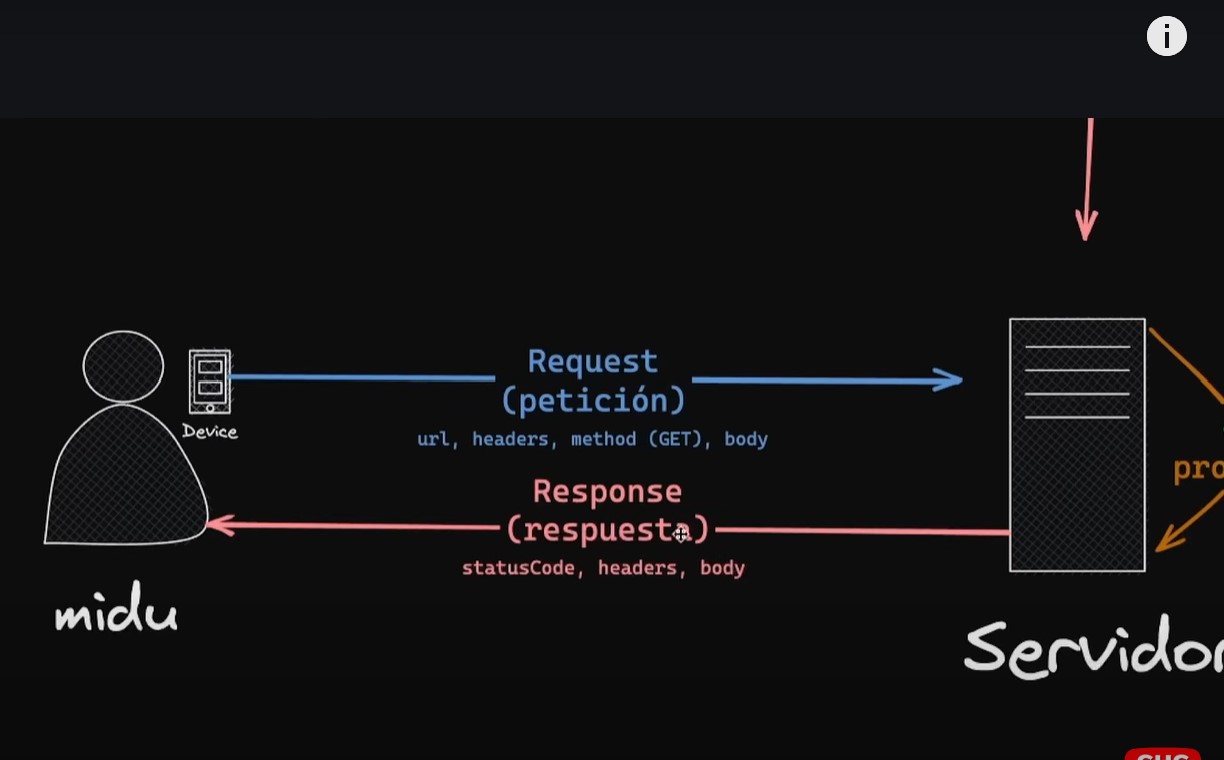 i
Request
(petición)
Device
url, headers, method (GET), body
pro
Response
(respuesta)
statusCode, headers, body
midu
Servidor